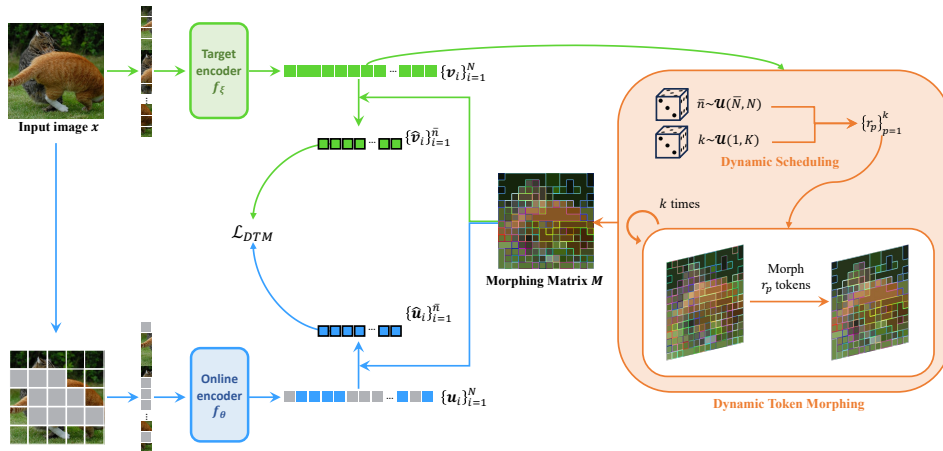 Input image x
Target
encoder
f_ξ
... {v_i}_{i=1}^N
{v̂_i}_{i=1}^{n̄}
...
n̄~U(N̄, N)
k~U(1, K)
{r_p}_{p=1}^k
Dynamic Scheduling
k times
Morph
r_p tokens
Dynamic Token Morphing
Morphing Matrix M
ℒ_DTM
{û_i}_{i=1}^{n̄}
...
Online
encoder
f_θ
... {u_i}_{i=1}^N